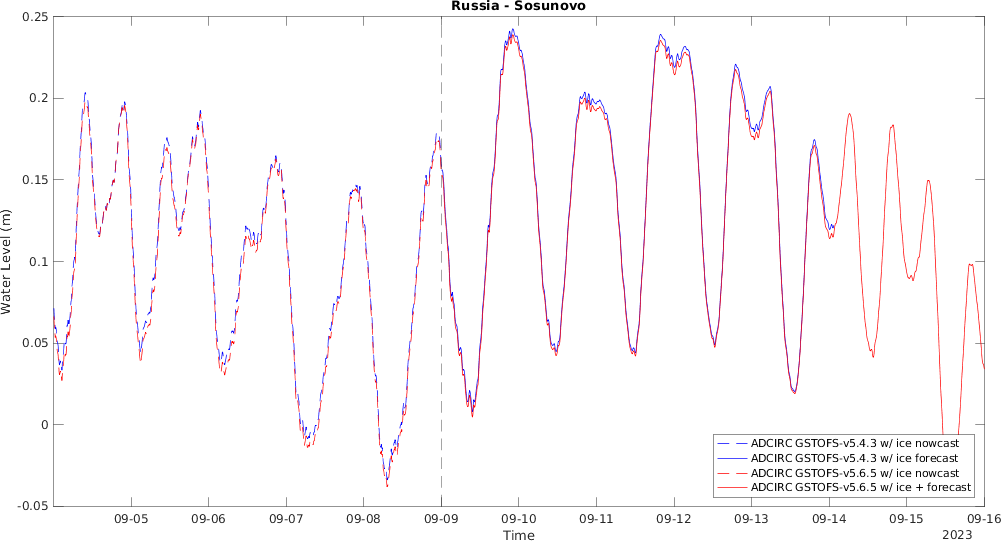 Russia - Sosunovo
Water Level (m)
0.25
0.2
0.15
0.1
0.05
0
-0.05
ADCIRC GSTOFS-v5.4.3 w/ ice nowcast
ADCIRC GSTOFS-v5.4.3 w/ ice forecast
ADCIRC GSTOFS-v5.6.5 w/ ice nowcast
ADCIRC GSTOFS-v5.6.5 w/ ice + forecast
09-05 09-06 09-07 09-08 09-09 09-10 09-11 09-12 09-13 09-14 09-15 09-16
Time
2023